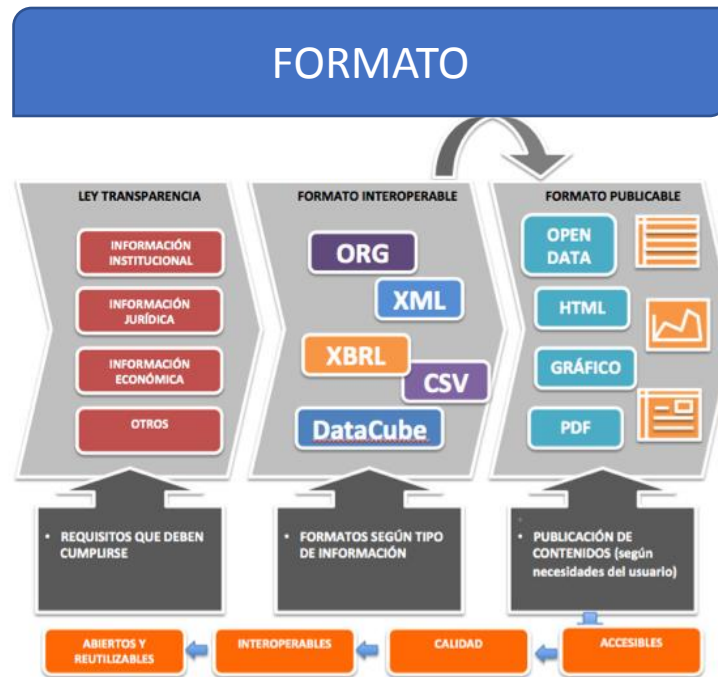 FORMATO
LEY TRANSPARENCIA
INFORMACIÓN
INSTITUCIONAL
INFORMACIÓN
JURÍDICA
INFORMACIÓN
ECONÓMICA
OTROS
FORMATO INTEROPERABLE
ORG
XML
XBRL
CSV
DataCube
FORMATO PUBLICABLE
OPEN
DATA
HTML
GRÁFICO
PDF
• REQUISITOS QUE DEBEN
CUMPLIRSE
• FORMATOS SEGÚN TIPO
DE INFORMACIÓN
• PUBLICACIÓN DE
CONTENIDOS (según
necesidades del usuario)
ABIERTOS Y
REUTILIZABLES
INTEROPERABLES
CALIDAD
ACCESIBLES